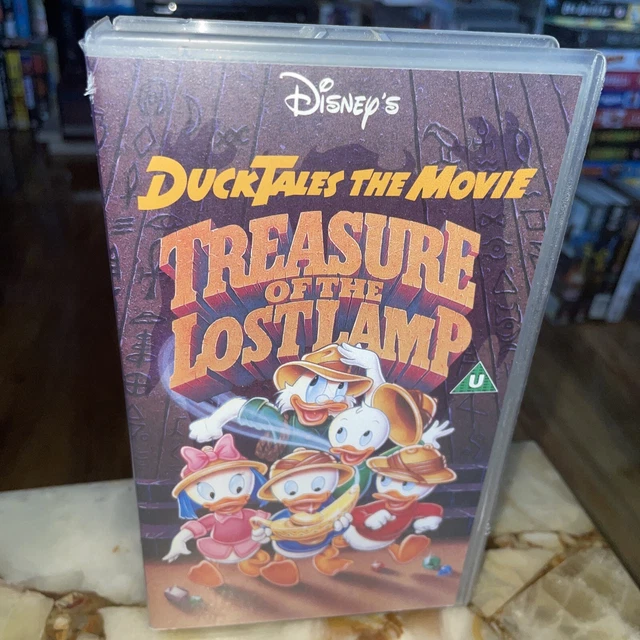 Disney's
DuckTales the Movie
TREASURE
OF THE
LOST LAMP
U